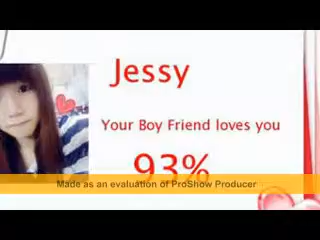 Jessy
Your Boy Friend loves you
93%
Made as an evaluation of ProShow Producer